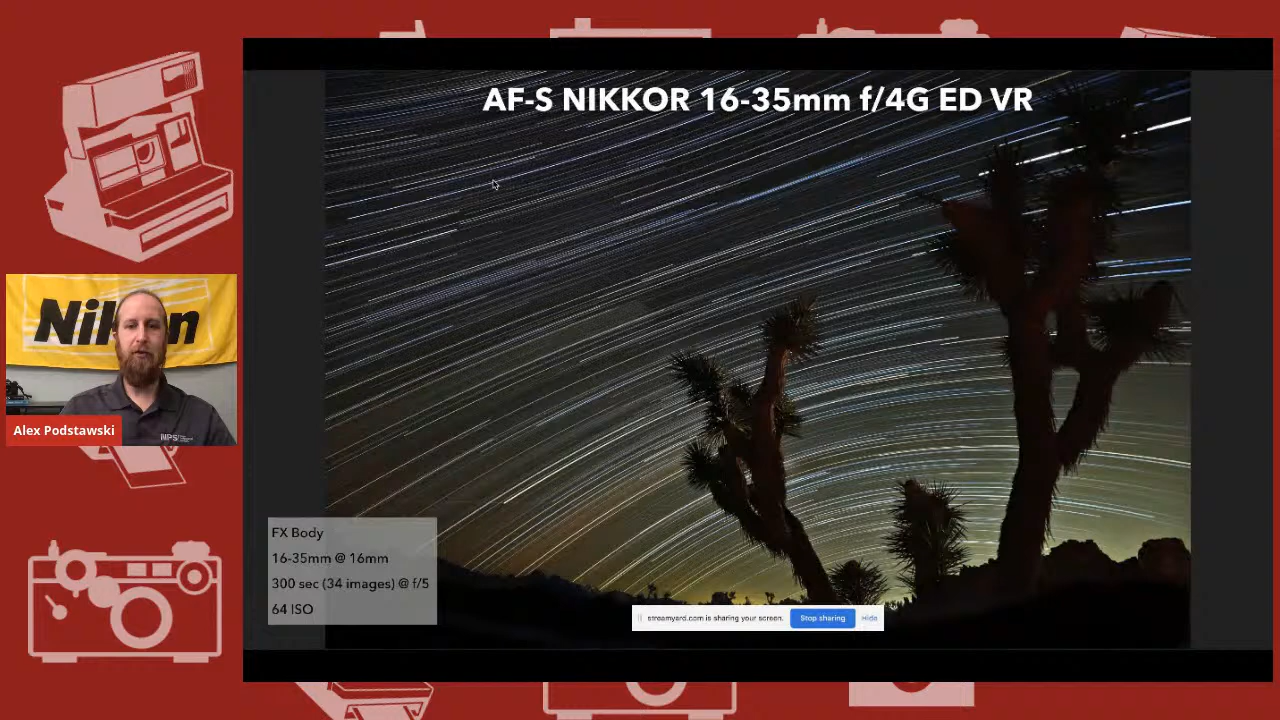 AF-S NIKKOR 16-35mm f/4G ED VR
Nikon
NPS
Alex Podstawski
FX Body
16-35mm @ 16mm
300 sec (34 images) @ f/5
64 ISO
streamyard.com is sharing your screen.
Stop sharing
Hide